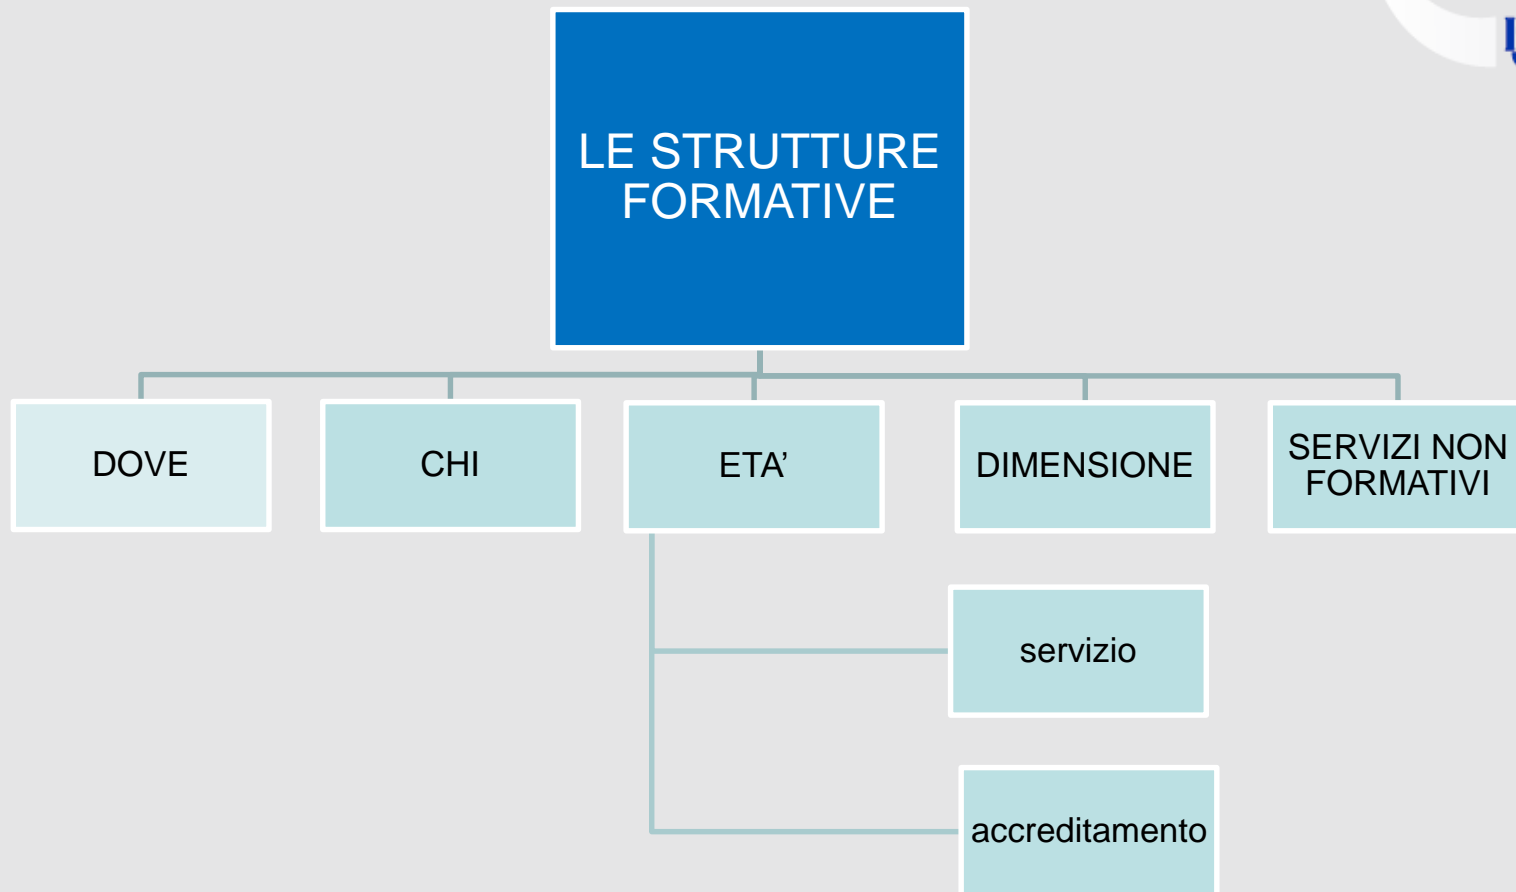 LE STRUTTURE
FORMATIVE
DOVE
CHI
ETA’
DIMENSIONE
SERVIZI NON
FORMATIVI
servizio
accreditamento